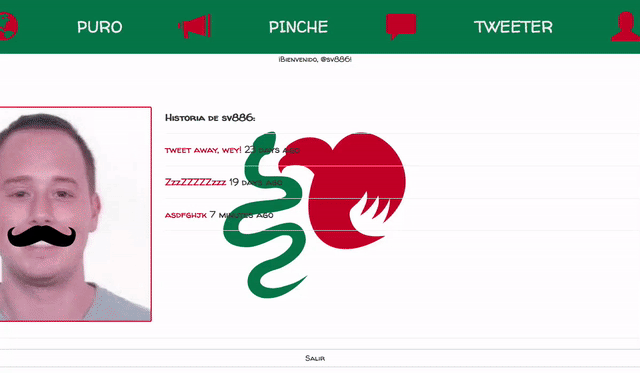 PURO PINCHE TWEETER
¡Bienvenido, @sv886!
Historia de sv886:
tweet away, wey! 23 days ago
ZzzZZZZZzzz 19 days ago
asdfghjk 7 minutes ago
Salir